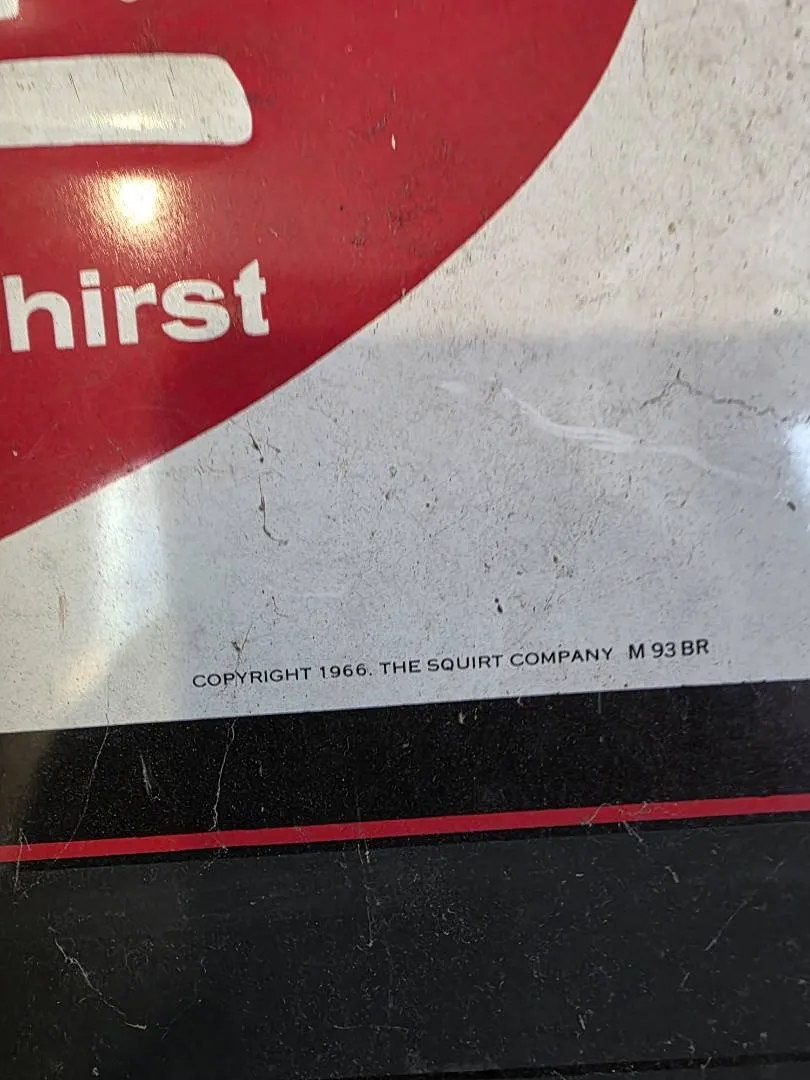 hirst
COPYRIGHT 1966. THE SQUIRT COMPANY M 93 BR